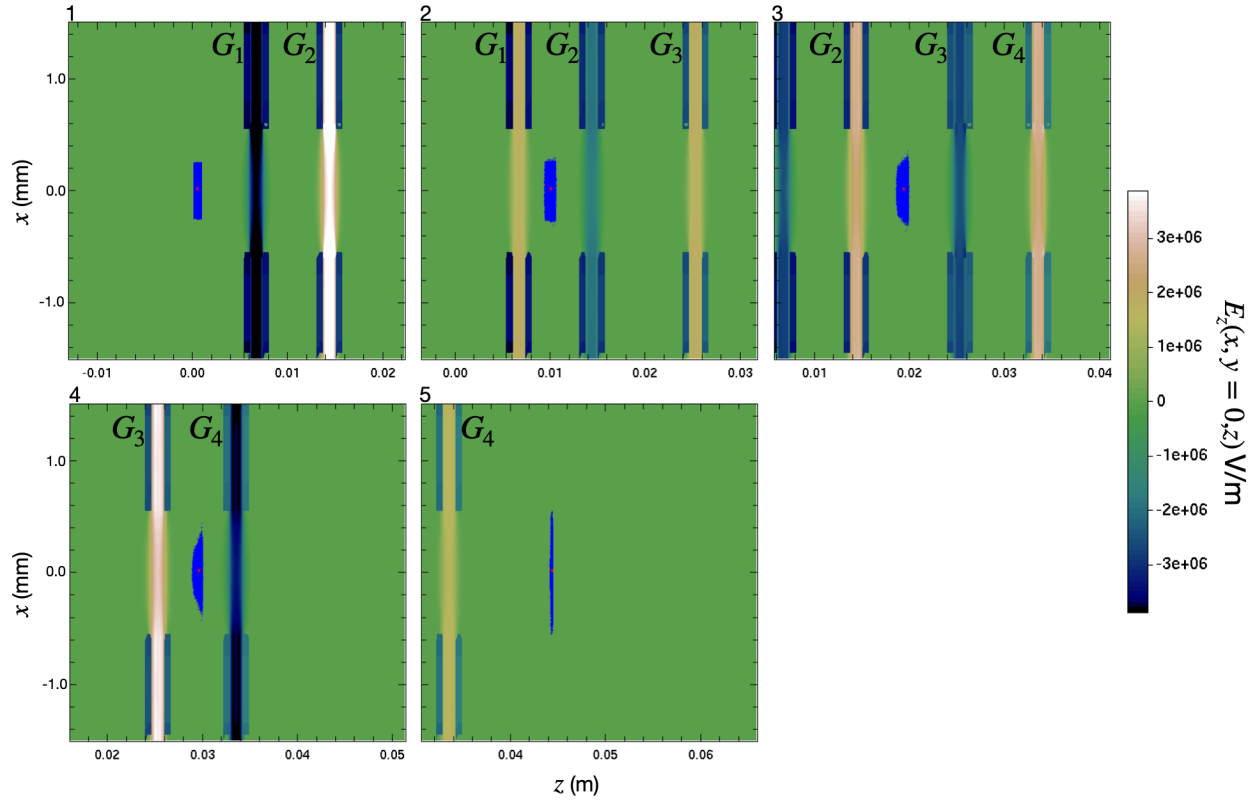 1
G₁ G₂
2
G₁ G₂ G₃
3
G₂ G₃ G₄
1.0
0.0
-1.0
x (mm)
-0.01 0.00 0.01 0.02
0.00 0.01 0.02 0.03
0.01 0.02 0.03 0.04
4
G₃ G₄
5
G₄
1.0
0.0
-1.0
x (mm)
0.02 0.03 0.04 0.05
0.04 0.05 0.06
z (m)
3e+06
2e+06
1e+06
0
-1e+06
-2e+06
-3e+06
E_z(x, y = 0,z) V/m